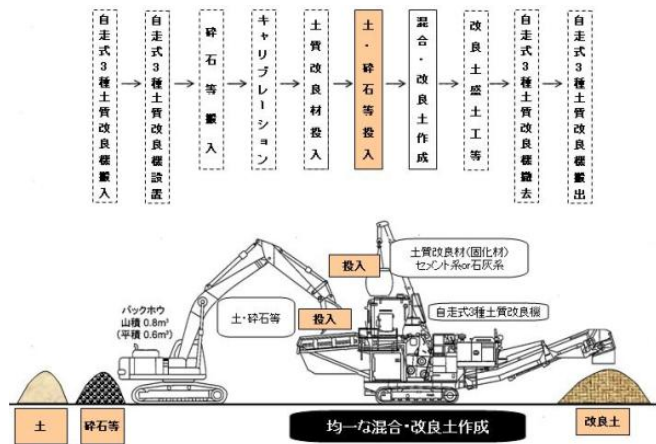 自走式3種土質改良機搬入
自走式3種土質改良機設置
砕石等搬入
キャリブレーション
土質改良材投入
土・砕石等投入
混合・改良土作成
改良土盛土工等
自走式3種土質改良機撤去
自走式3種土質改良機搬出
土質改良材(固化材)
セメント系or石灰系
投入
バックホウ
山積 0.8m³
(平積 0.6m³)
土・砕石等
投入
自走式3種土質改良機
土
砕石等
均一な混合・改良土作成
改良土